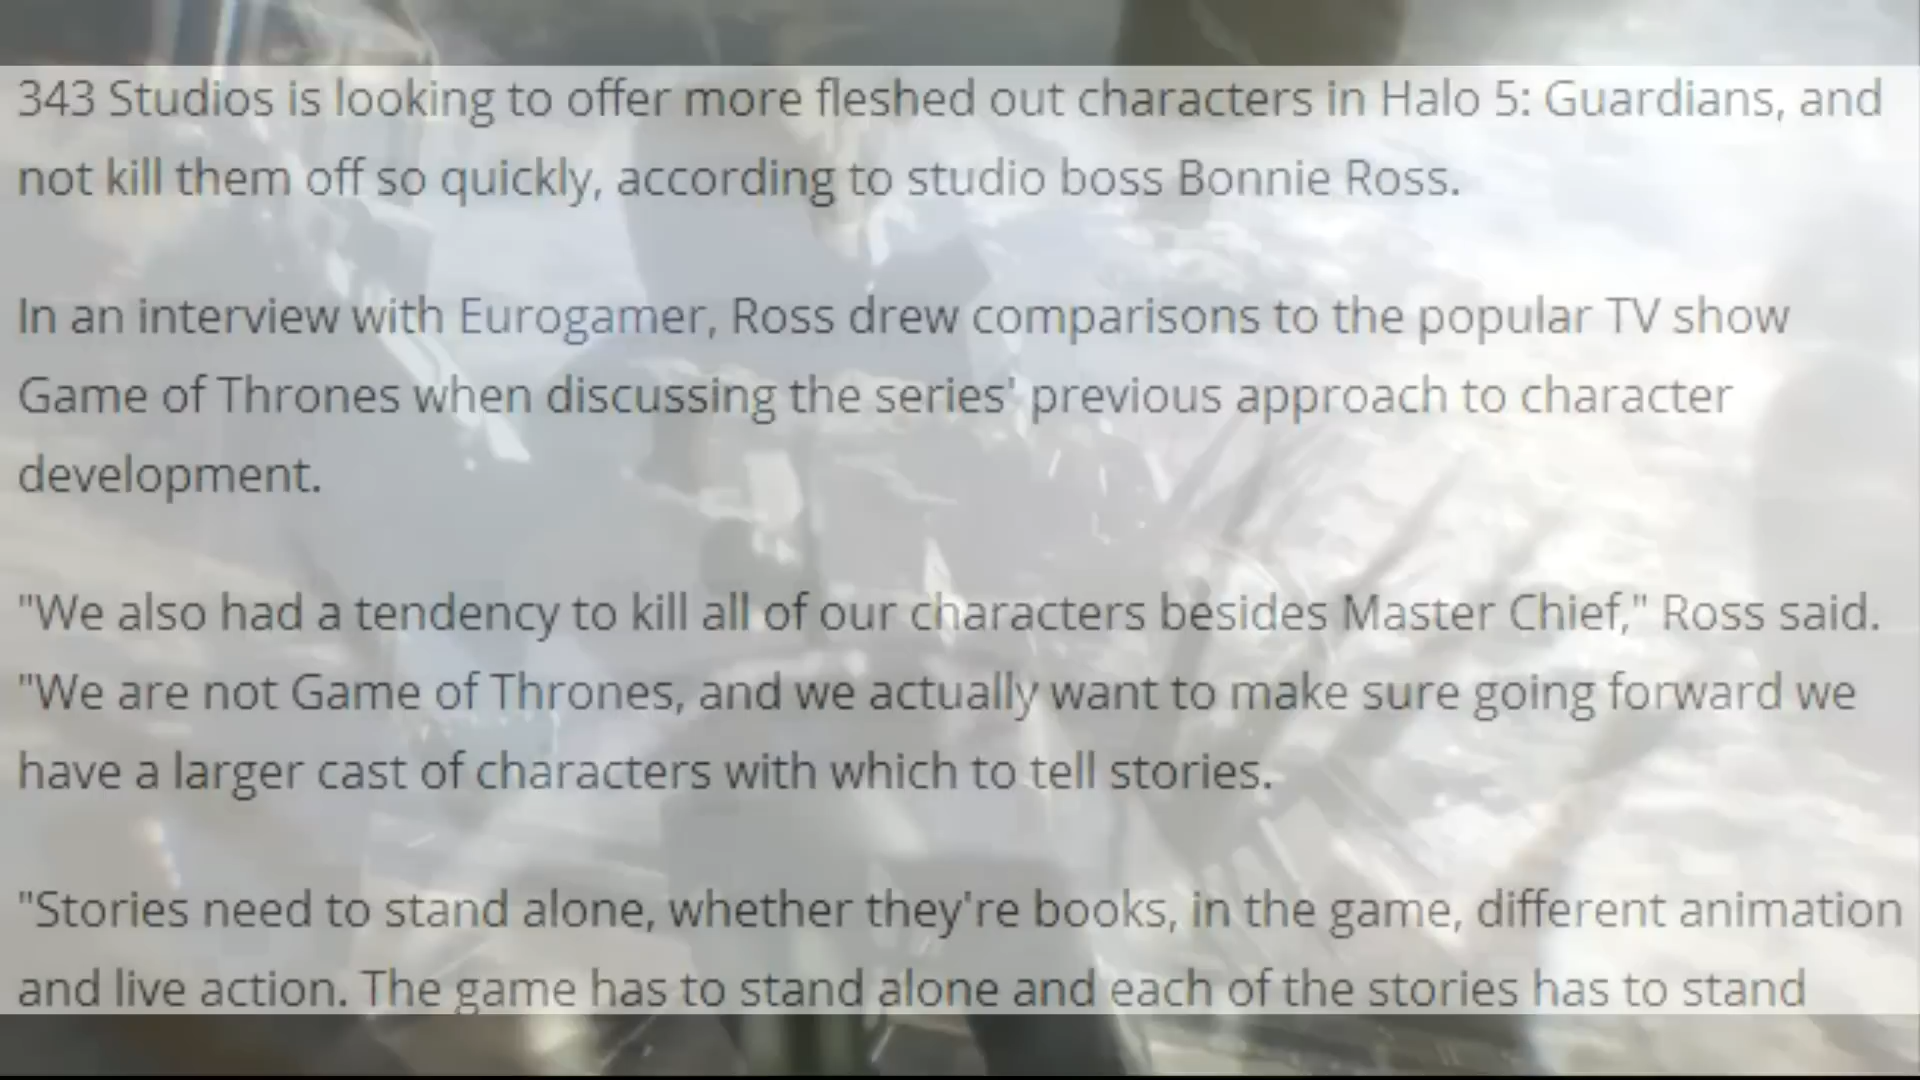 343 Studios is looking to offer more fleshed out characters in Halo 5: Guardians, and
not kill them off so quickly, according to studio boss Bonnie Ross.
In an interview with Eurogamer, Ross drew comparisons to the popular TV show
Game of Thrones when discussing the series' previous approach to character
development.
"We also had a tendency to kill all of our characters besides Master Chief," Ross said.
"We are not Game of Thrones, and we actually want to make sure going forward we
have a larger cast of characters with which to tell stories.
"Stories need to stand alone, whether they're books, in the game, different animation
and live action. The game has to stand alone and each of the stories has to stand